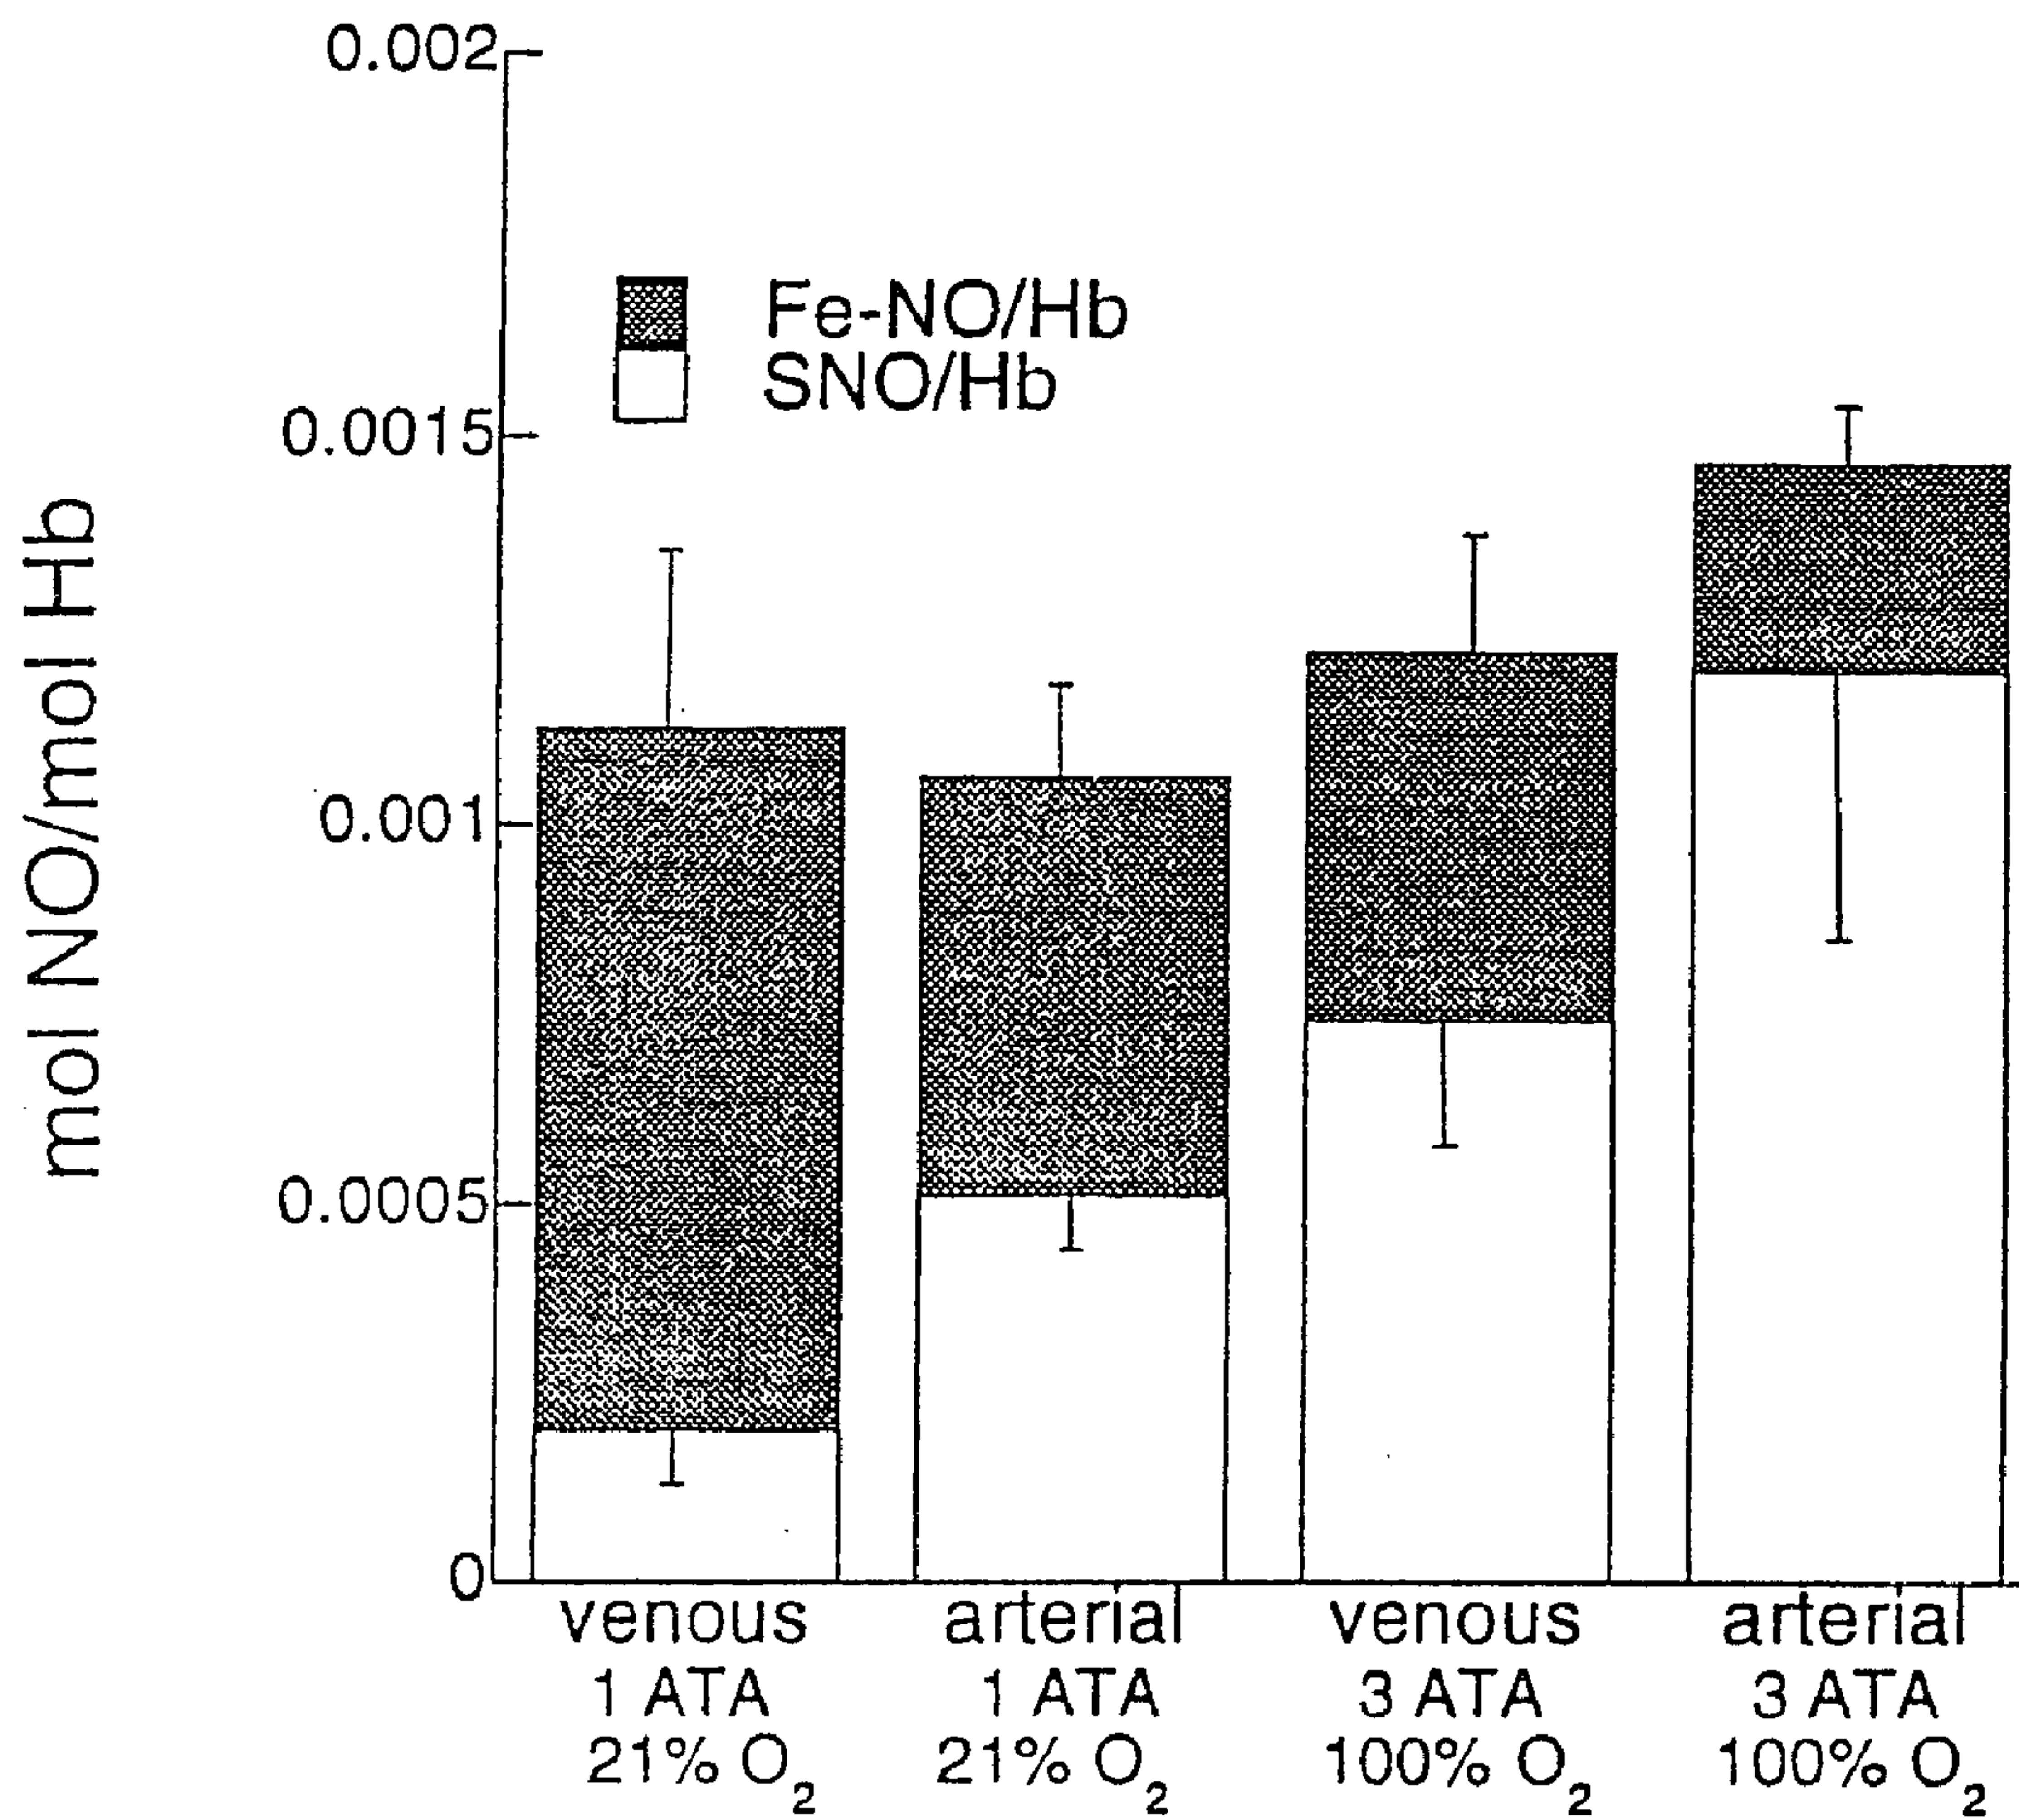 0.002
Fe-NO/Hb
SNO/Hb
0.0015
0.001
0.0005
0
mol NO/mol Hb
venous arterial venous arterial
1 ATA 1 ATA 3 ATA 3 ATA
21% O₂ 21% O₂ 100% O₂ 100% O₂